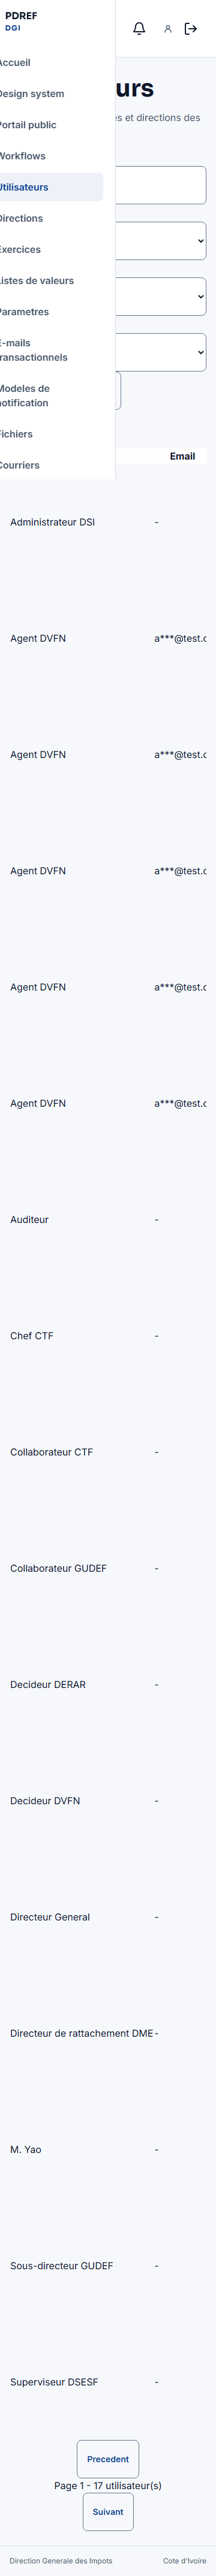 PDREF
DGI
Accueil
Design system
Portail public
Workflows
Utilisateurs
Directions
Exercices
Listes de valeurs
Parametres
E-mails
transactionnels
Modeles de
notification
Fichiers
Courriers
urs
es et directions des
Email
Administrateur DSI -
Agent DVFN a***@test.c
Agent DVFN a***@test.c
Agent DVFN a***@test.c
Agent DVFN a***@test.c
Agent DVFN a***@test.c
Auditeur -
Chef CTF -
Collaborateur CTF -
Collaborateur GUDEF -
Decideur DERAR -
Decideur DVFN -
Directeur General -
Directeur de rattachement DME -
M. Yao -
Sous-directeur GUDEF -
Superviseur DSESF -
Precedent
Page 1 - 17 utilisateur(s)
Suivant
Direction Generale des Impots Cote d'Ivoire